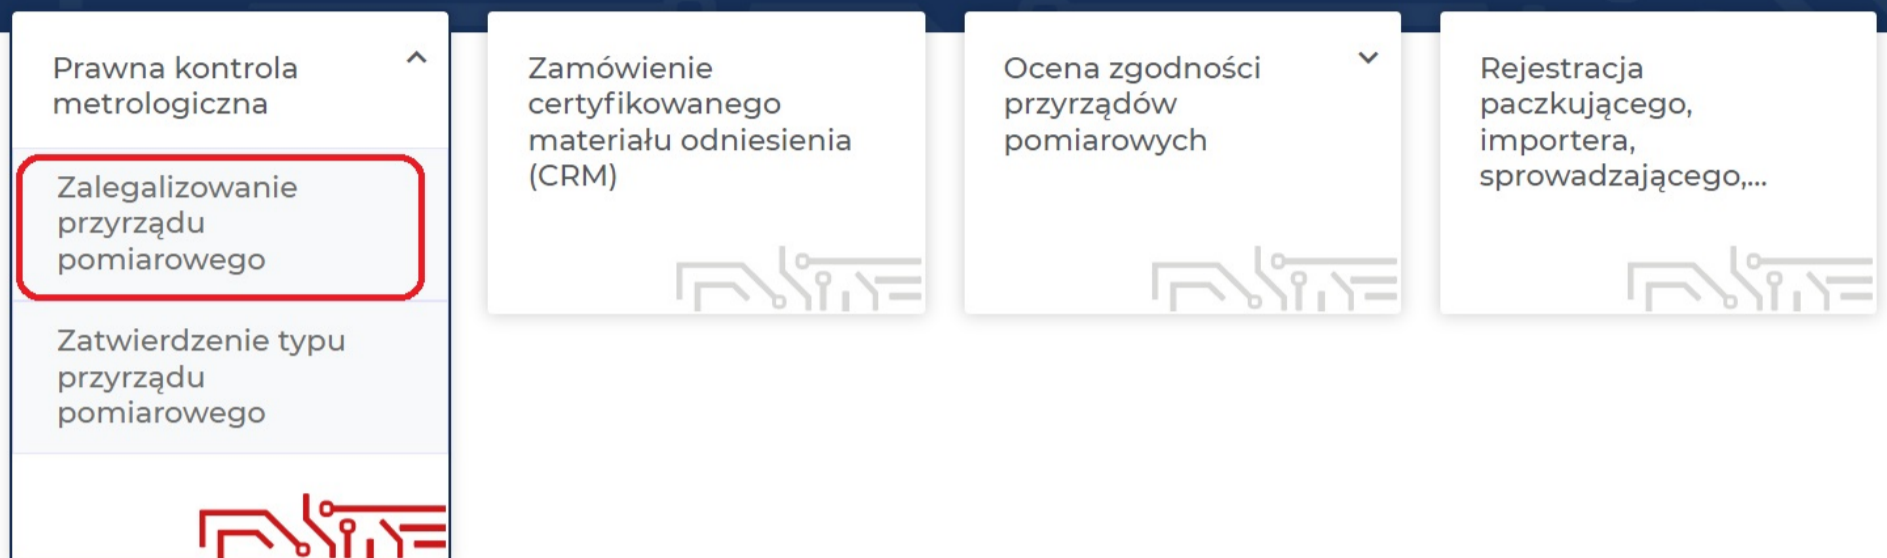 Prawna kontrola
metrologiczna
Zalegalizowanie
przyrządu
pomiarowego
Zatwierdzenie typu
przyrządu
pomiarowego
Zamówienie
certyfikowanego
materiału odniesienia
(CRM)
Ocena zgodności
przyrządów
pomiarowych
Rejestracja
paczkującego,
importera,
sprowadzającego,...